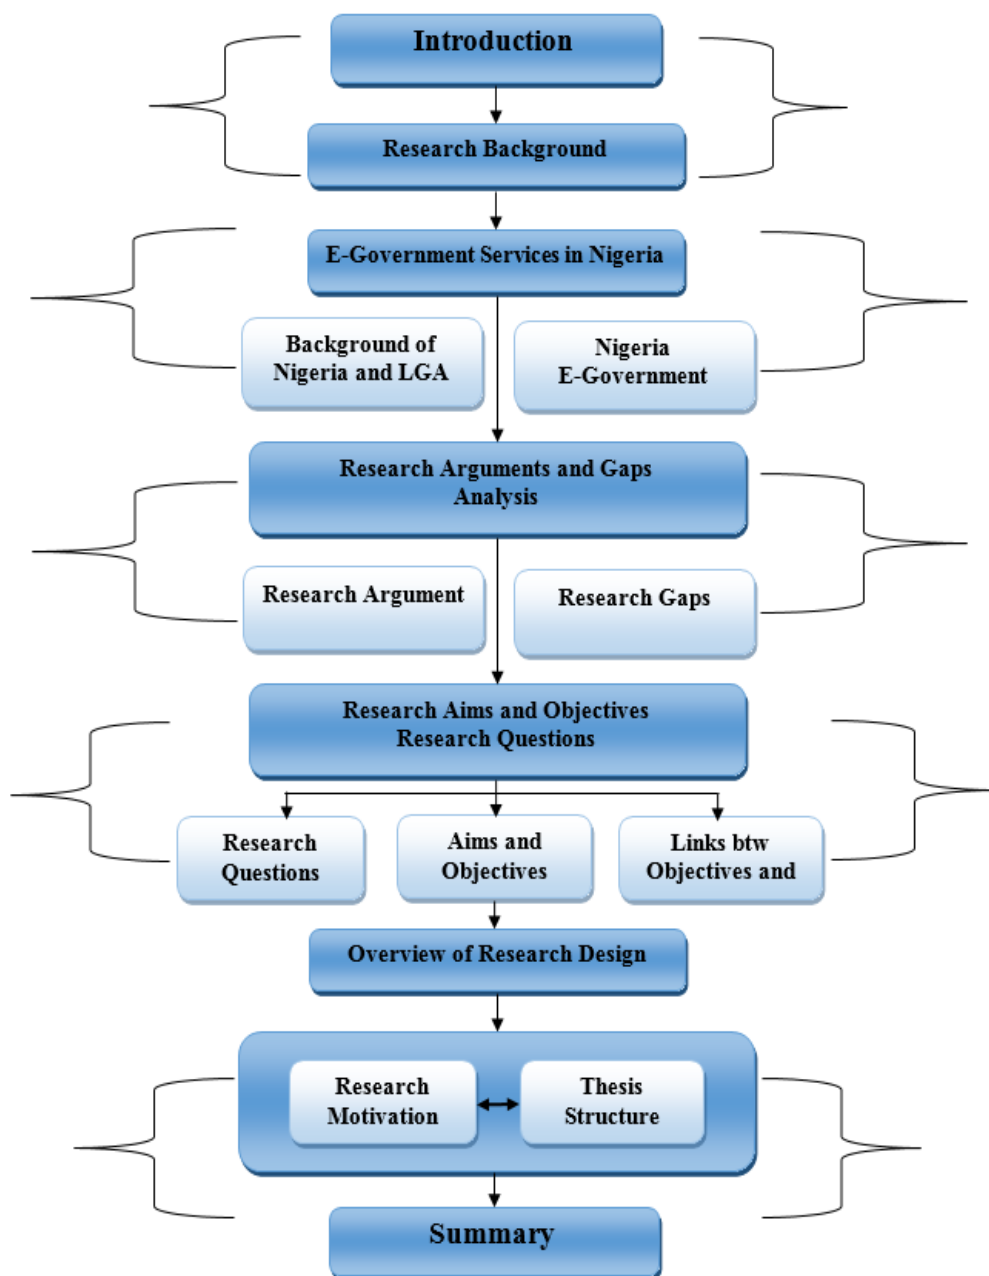 Introduction
Research Background
E-Government Services in Nigeria
Background of
Nigeria and LGA
Nigeria
E-Government
Research Arguments and Gaps
Analysis
Research Argument
Research Gaps
Research Aims and Objectives
Research Questions
Research
Questions
Aims and
Objectives
Links btw
Objectives and
Overview of Research Design
Research
Motivation
Thesis
Structure
Summary